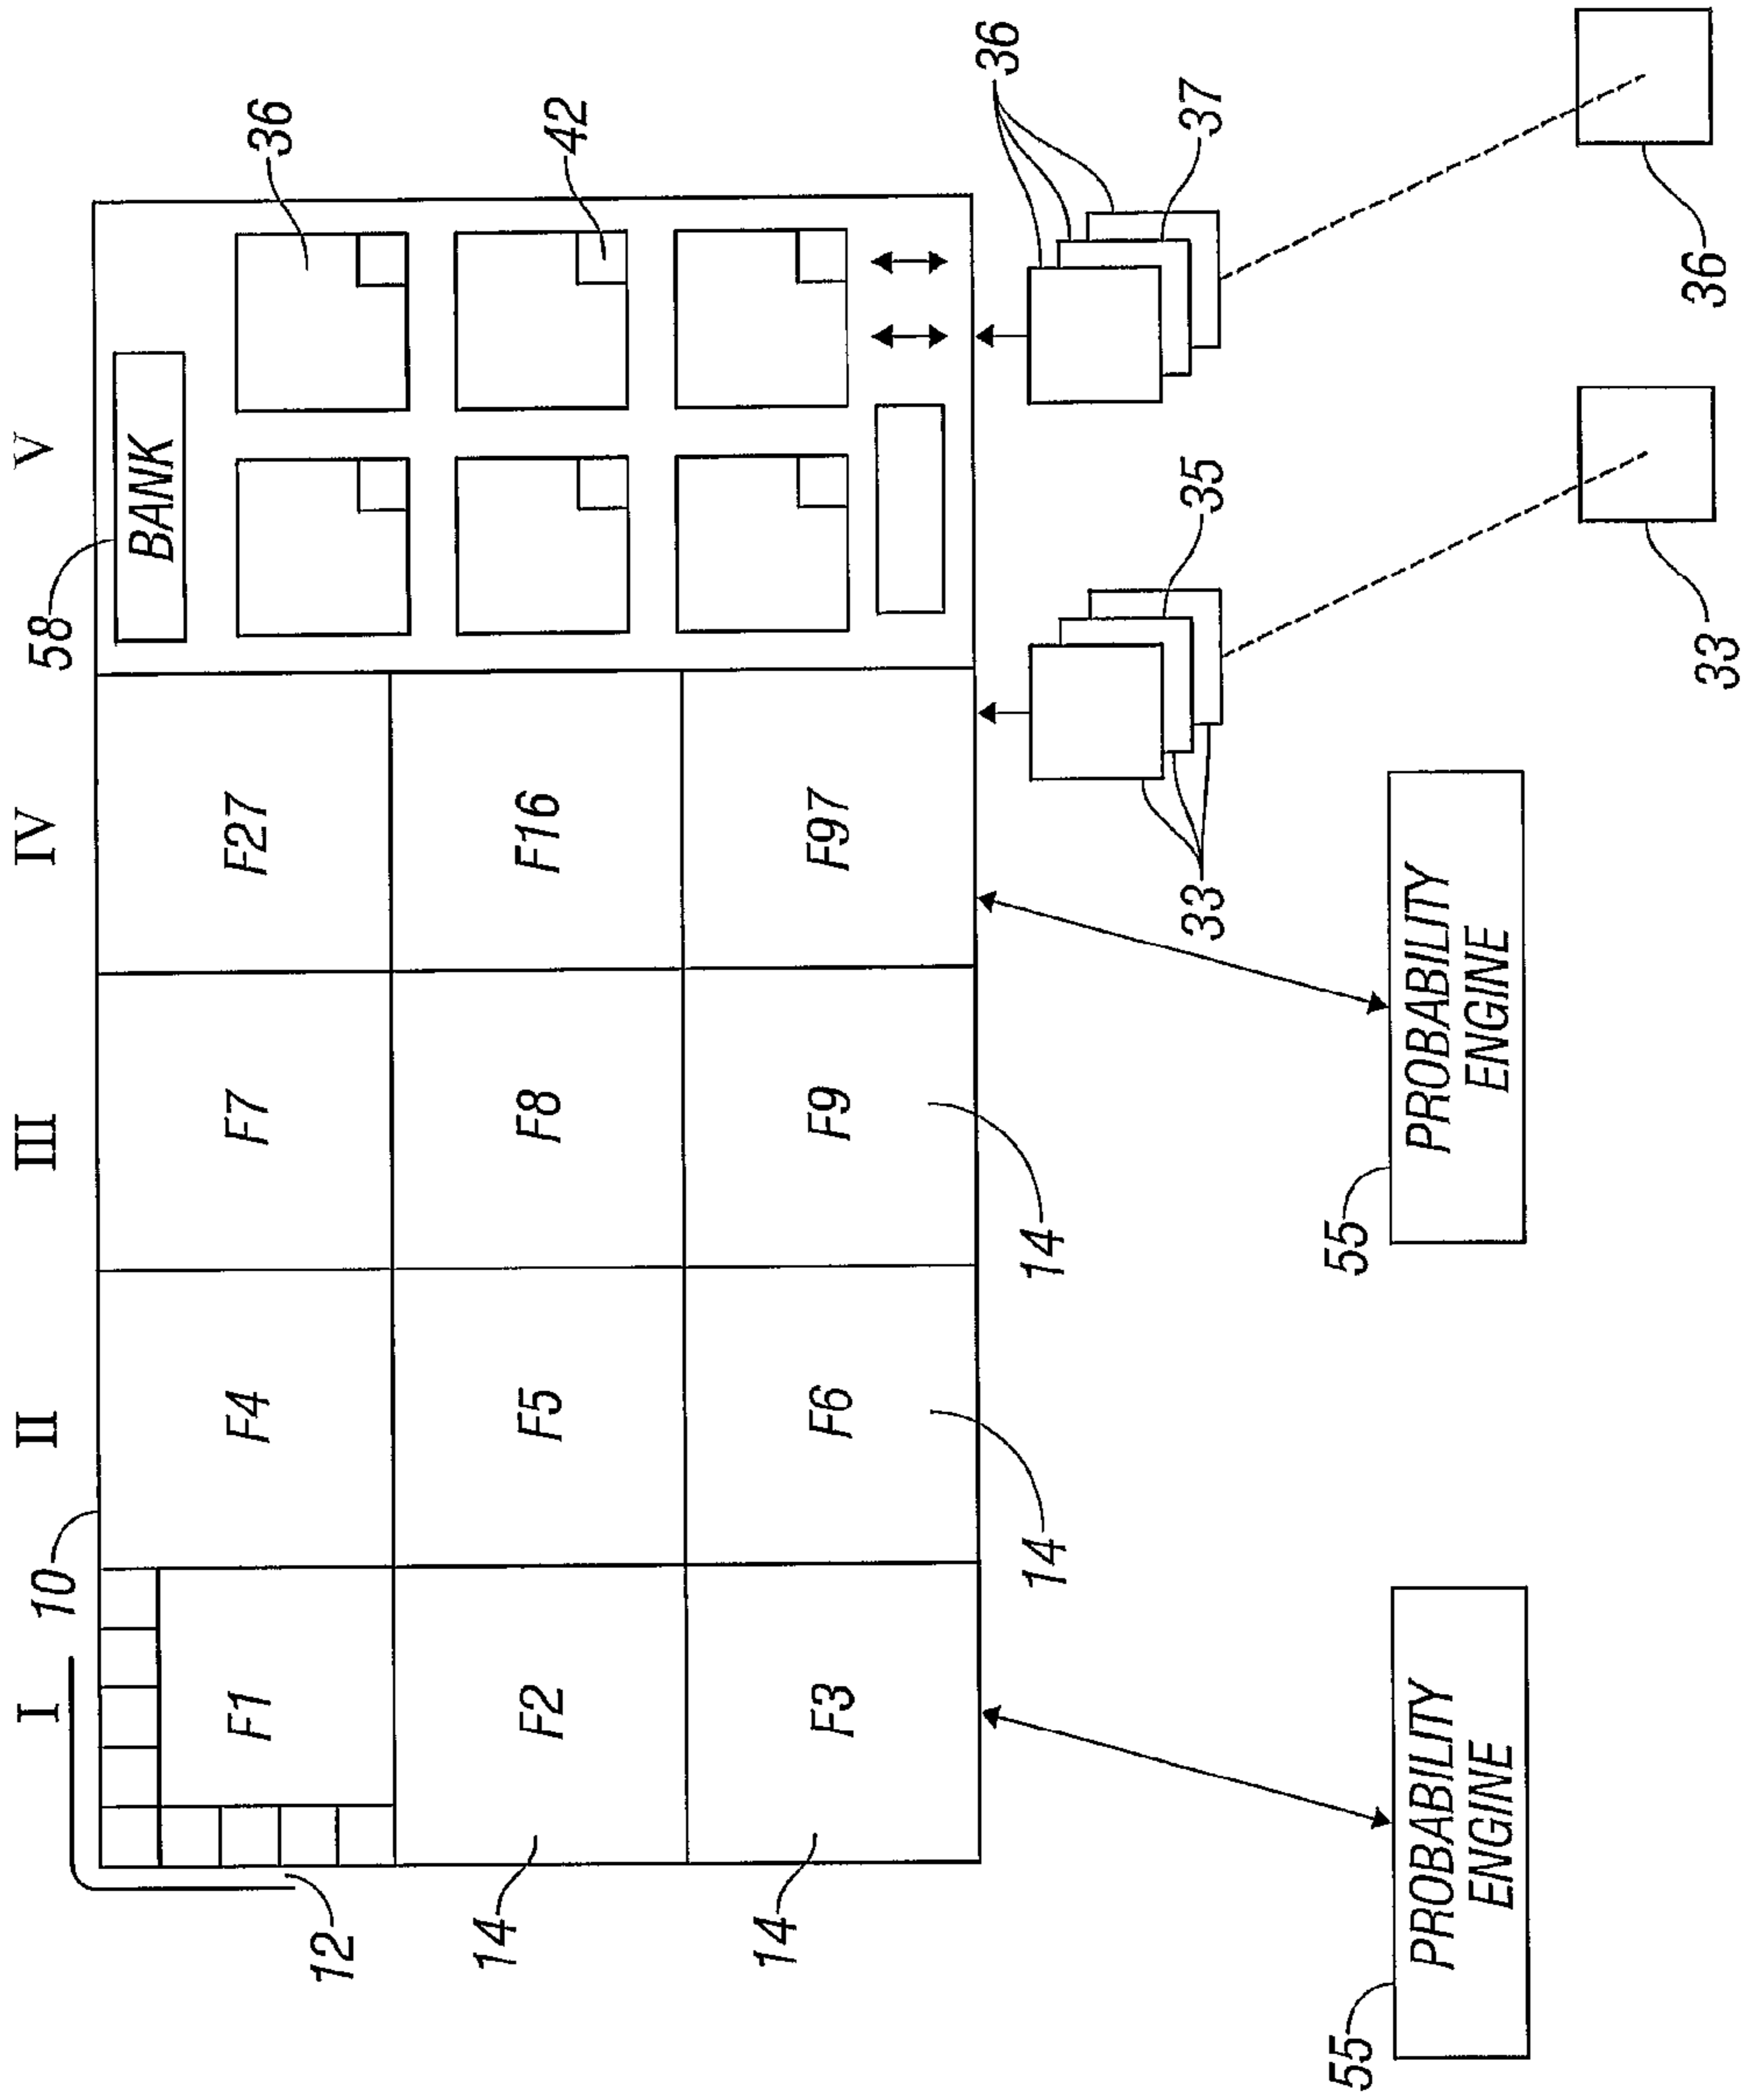 I
II
III
IV
V
10
58
BANK
36
42
12
F1
F4
F7
F27
F2
F5
F8
F16
F3
F6
F9
F97
14
14
14
14
33
35
36
37
55
PROBABILITY
ENGINE
55
PROBABILITY
ENGINE
33
36